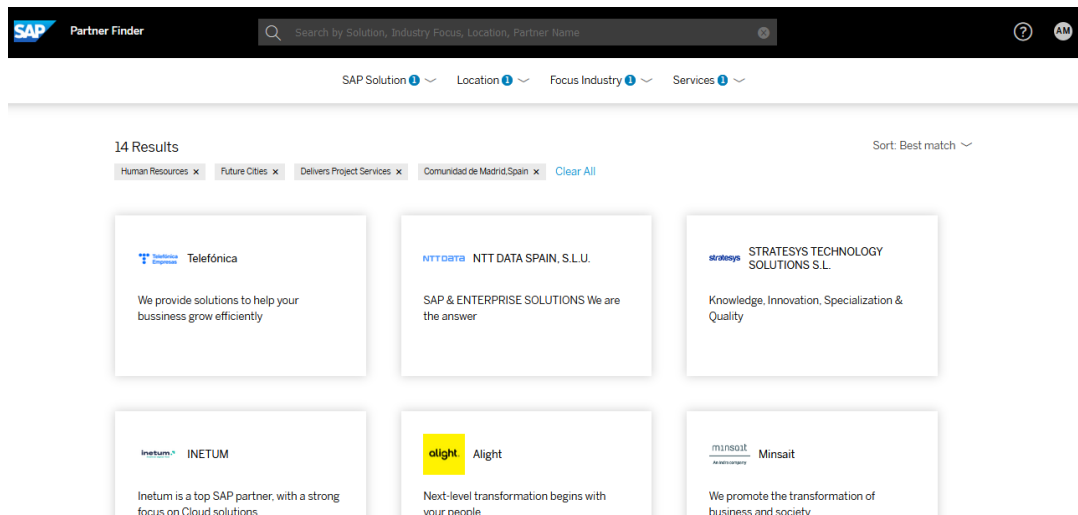 SAP Partner Finder Search by Solution, Industry Focus, Location, Partner Name ? AM
SAP Solution 1 Location 1 Focus Industry 1 Services 1
14 Results Sort: Best match
Human Resources × Future Cities × Delivers Project Services × Comunidad de Madrid,Spain × Clear All
Telefónica Empresas Telefónica
We provide solutions to help your
bussiness grow efficiently
NTT DATA NTT DATA SPAIN, S.L.U.
SAP & ENTERPRISE SOLUTIONS We are
the answer
stratesys STRATESYS TECHNOLOGY
SOLUTIONS S.L.
Knowledge, Innovation, Specialization &
Quality
inetum. INETUM
Inetum is a top SAP partner, with a strong
focus on Cloud solutions
alight. Alight
Next-level transformation begins with
your people
minsait Minsait
An Indra company
We promote the transformation of
business and society